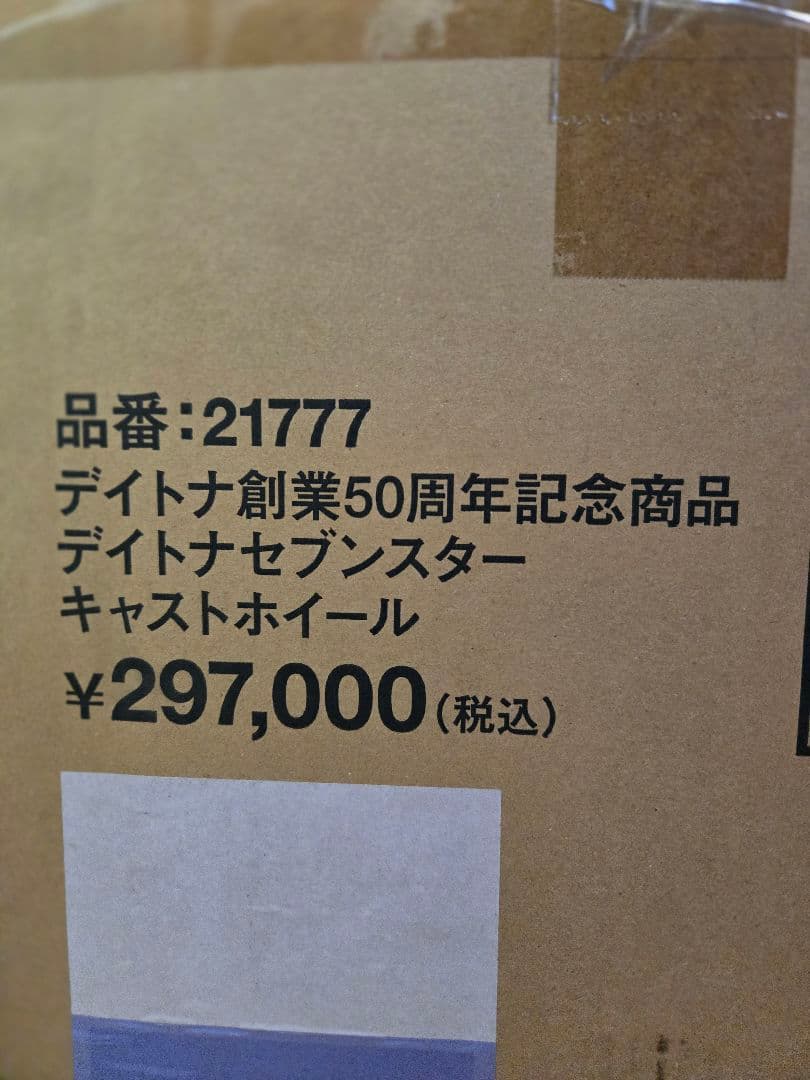 品番：21777
デイトナ創業50周年記念商品
デイトナセブンスター
キャストホイール
¥297,000（税込）